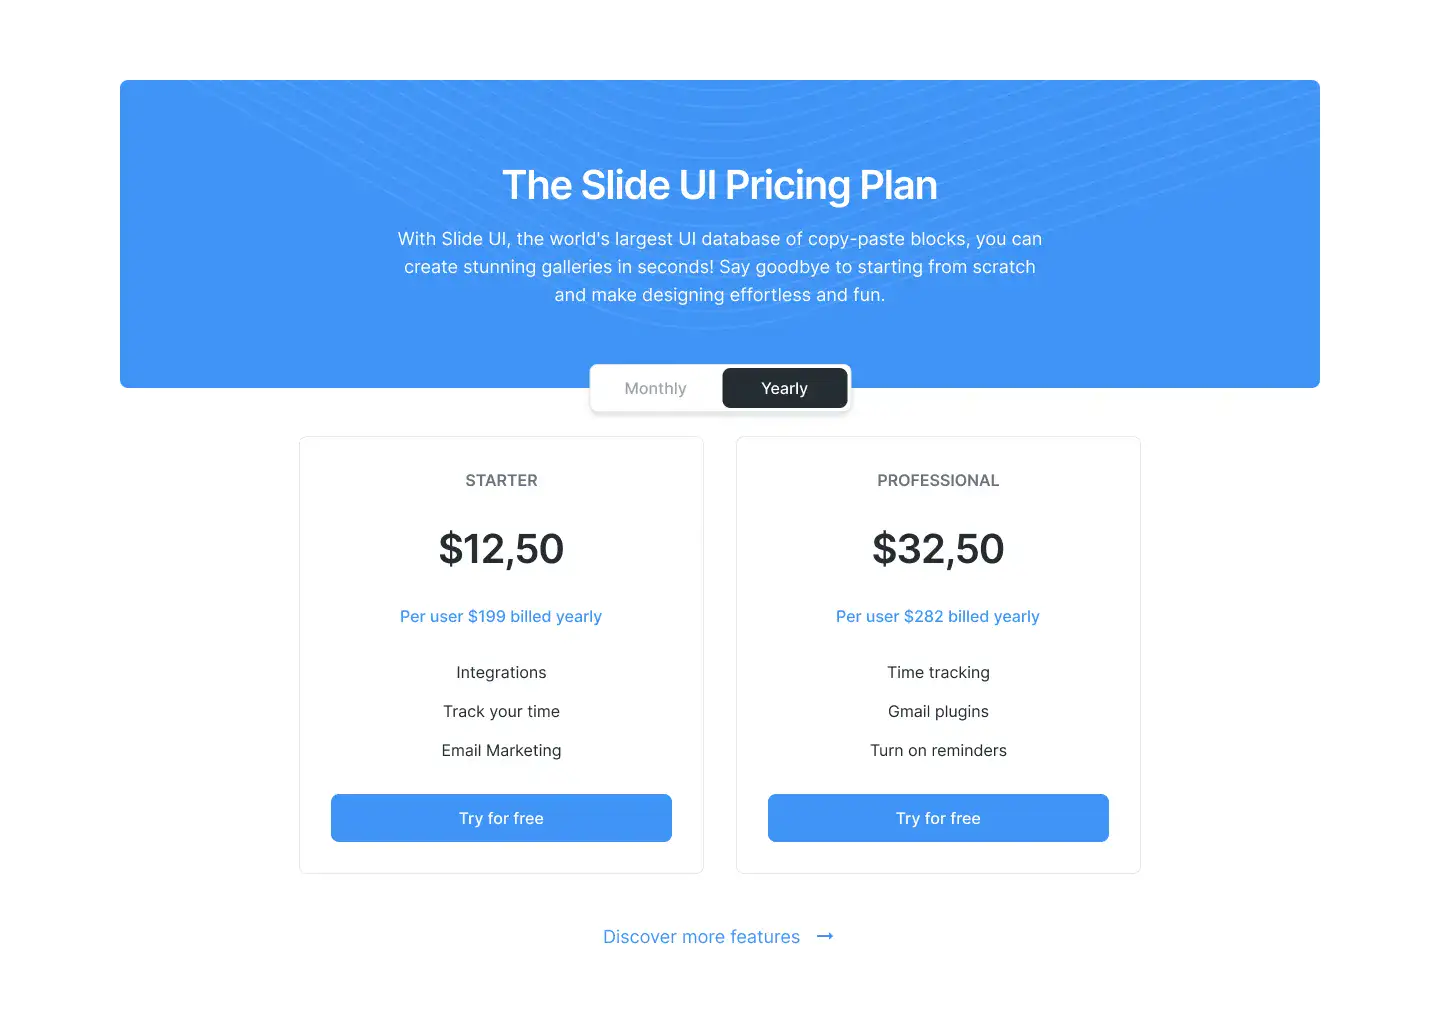 The Slide UI Pricing Plan
With Slide UI, the world's largest UI database of copy-paste blocks, you can
create stunning galleries in seconds! Say goodbye to starting from scratch
and make designing effortless and fun.
Monthly
Yearly
STARTER
$12,50
Per user $199 billed yearly
Integrations
Track your time
Email Marketing
Try for free
PROFESSIONAL
$32,50
Per user $282 billed yearly
Time tracking
Gmail plugins
Turn on reminders
Try for free
Discover more features →